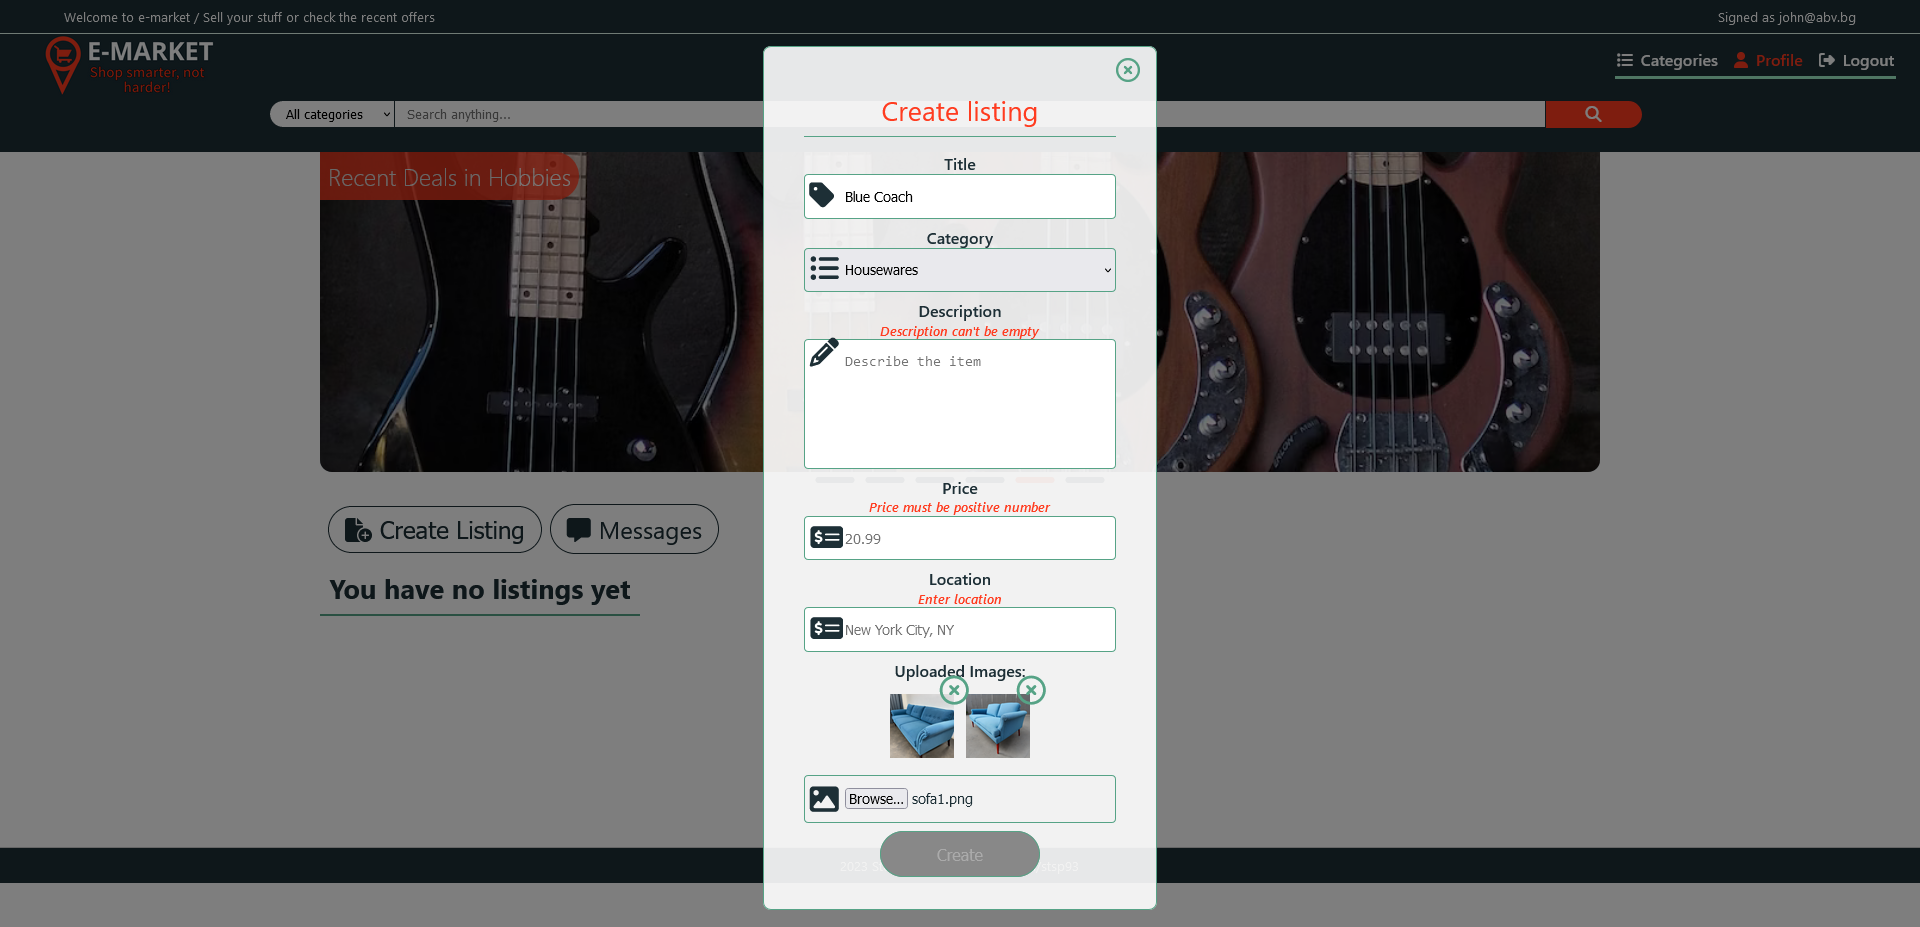 Welcome to e-market / Sell your stuff or check the recent offers
Signed as john@abv.bg
E-MARKET
Shop smarter, not
harder!
Categories
Profile
Logout
All categories
Search anything...
Recent Deals in Hobbies
Create Listing
Messages
You have no listings yet
Create listing
Title
Blue Coach
Category
Housewares
Description
Description can't be empty
Describe the item
Price
Price must be positive number
20.99
Location
Enter location
New York City, NY
Uploaded Images:
Browse... sofa1.png
Create
2023